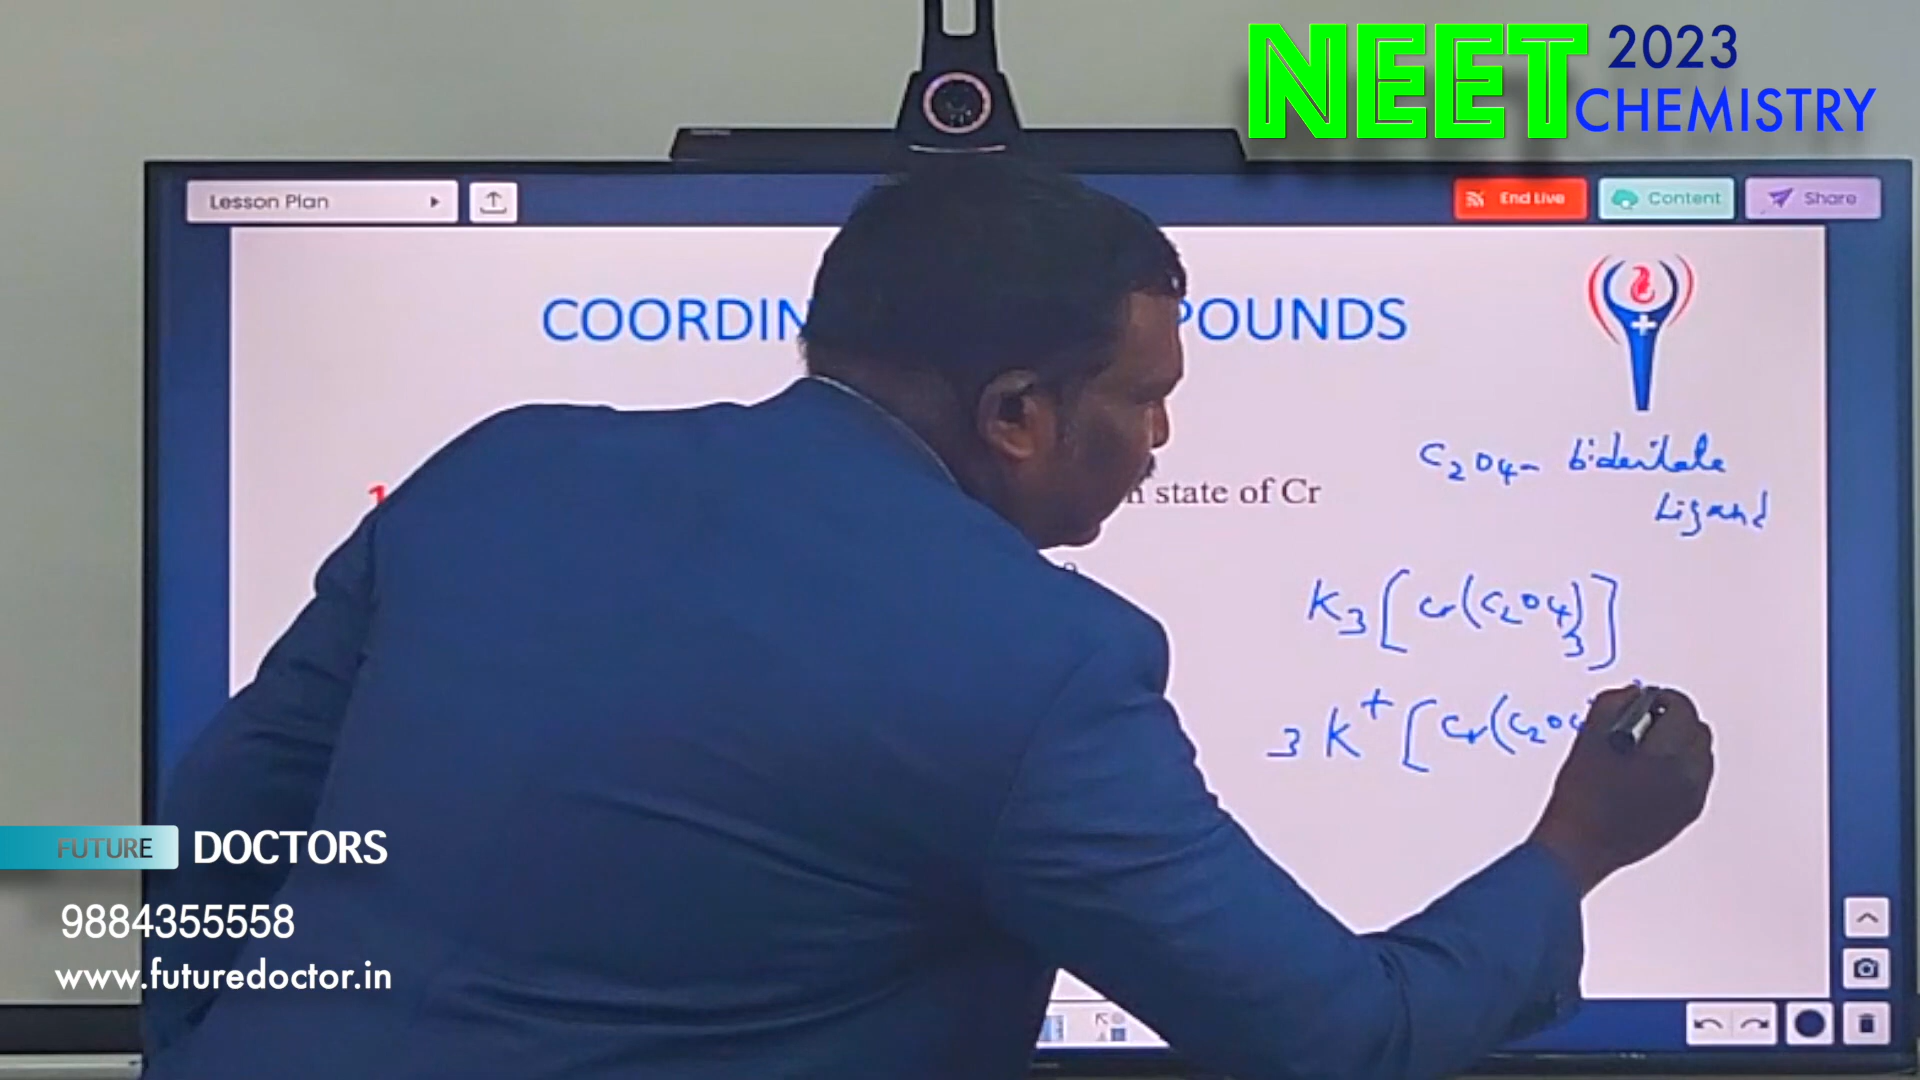 NEET 2023
CHEMISTRY
Lesson Plan
End Live
Content
Share
COORDIN POUNDS
1 state of Cr
C2O4- bidentate
Ligand
K3[Cr(C2O4)3]
3K+[Cr(C2O4
FUTURE DOCTORS
9884355558
www.futuredoctor.in